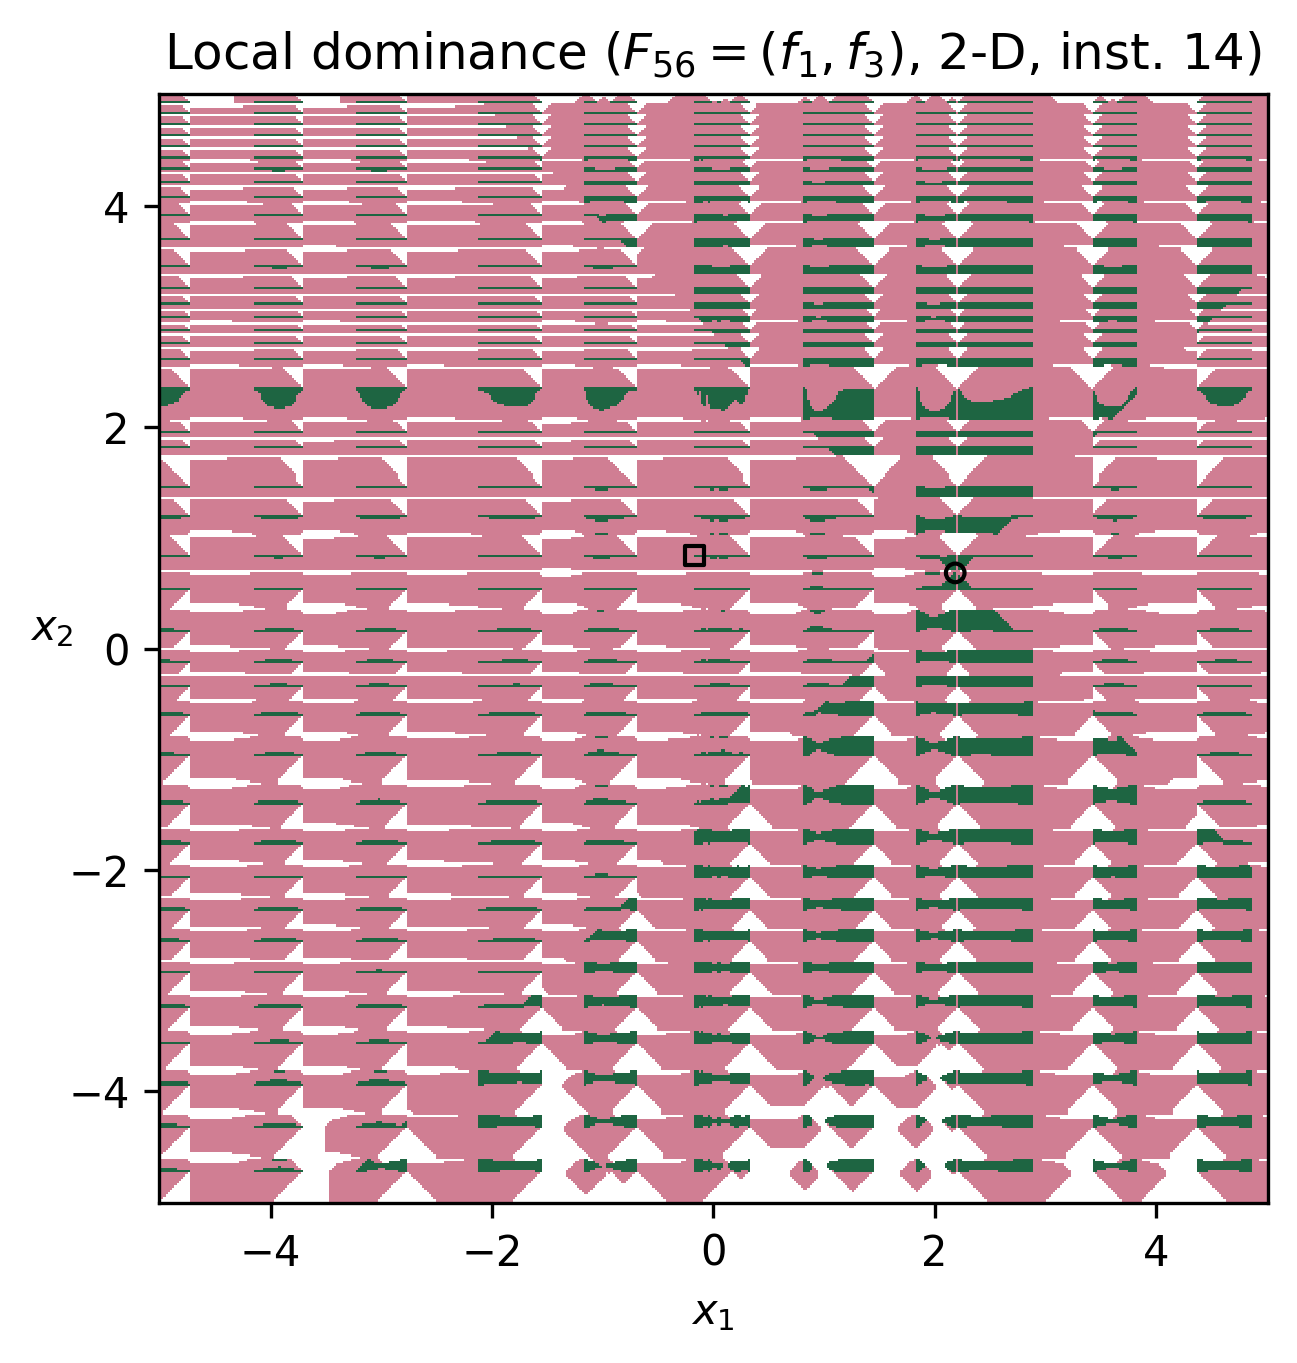 Local dominance (F₅₆ = (f₁, f₃), 2-D, inst. 14)
4
2
x₂
0
−2
−4
−4 −2 0 2 4
x₁